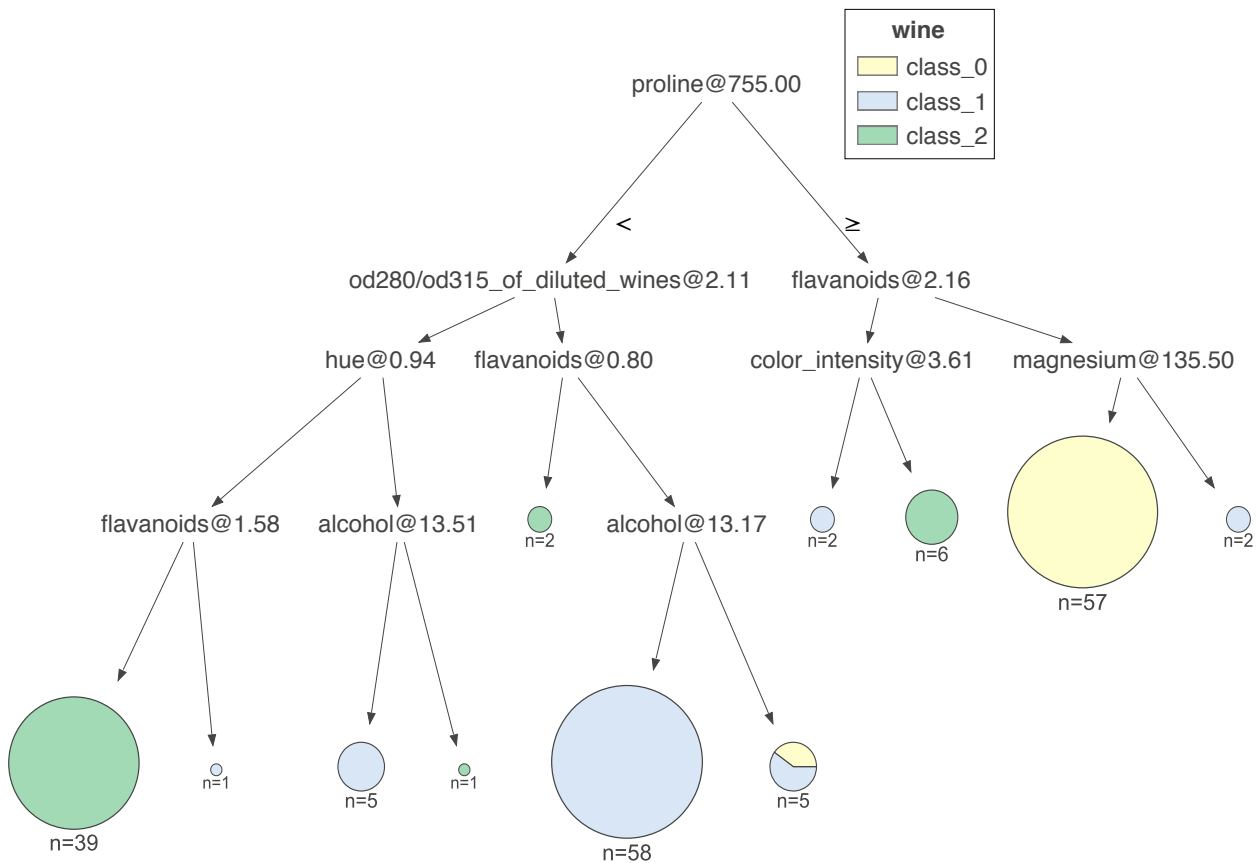 wine
class_0
class_1
class_2
proline@755.00
<
≥
od280/od315_of_diluted_wines@2.11
flavanoids@2.16
hue@0.94
flavanoids@0.80
color_intensity@3.61
magnesium@135.50
flavanoids@1.58
alcohol@13.51
n=2
alcohol@13.17
n=2
n=6
n=57
n=2
n=39
n=1
n=5
n=1
n=58
n=5